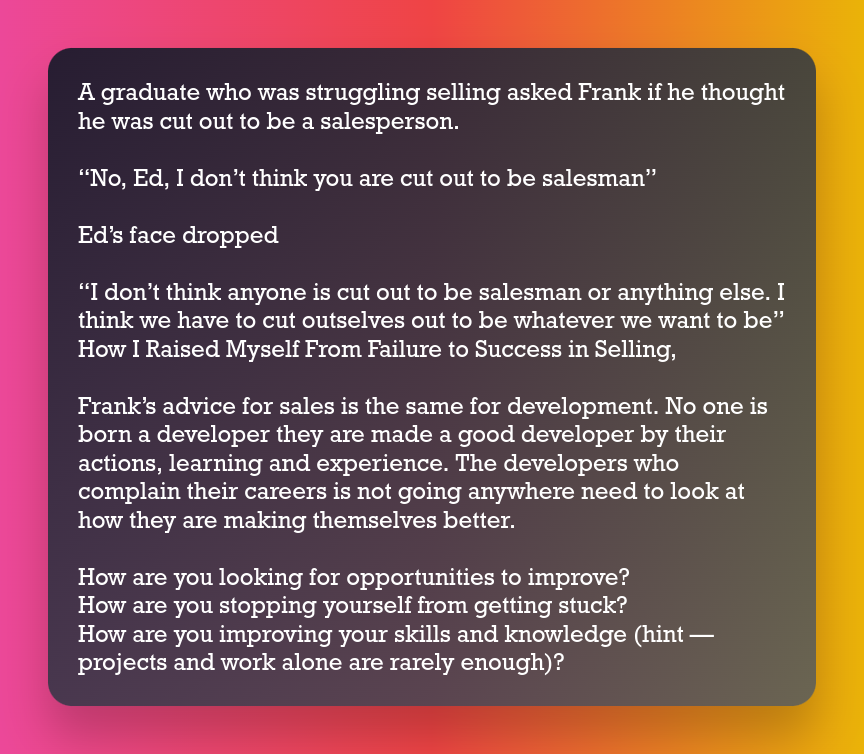 A graduate who was struggling selling asked Frank if he thought
he was cut out to be a salesperson.
“No, Ed, I don’t think you are cut out to be salesman”
Ed’s face dropped
“I don’t think anyone is cut out to be salesman or anything else. I
think we have to cut outselves out to be whatever we want to be”
How I Raised Myself From Failure to Success in Selling,
Frank’s advice for sales is the same for development. No one is
born a developer they are made a good developer by their
actions, learning and experience. The developers who
complain their careers is not going anywhere need to look at
how they are making themselves better.
How are you looking for opportunities to improve?
How are you stopping yourself from getting stuck?
How are you improving your skills and knowledge (hint —
projects and work alone are rarely enough)?